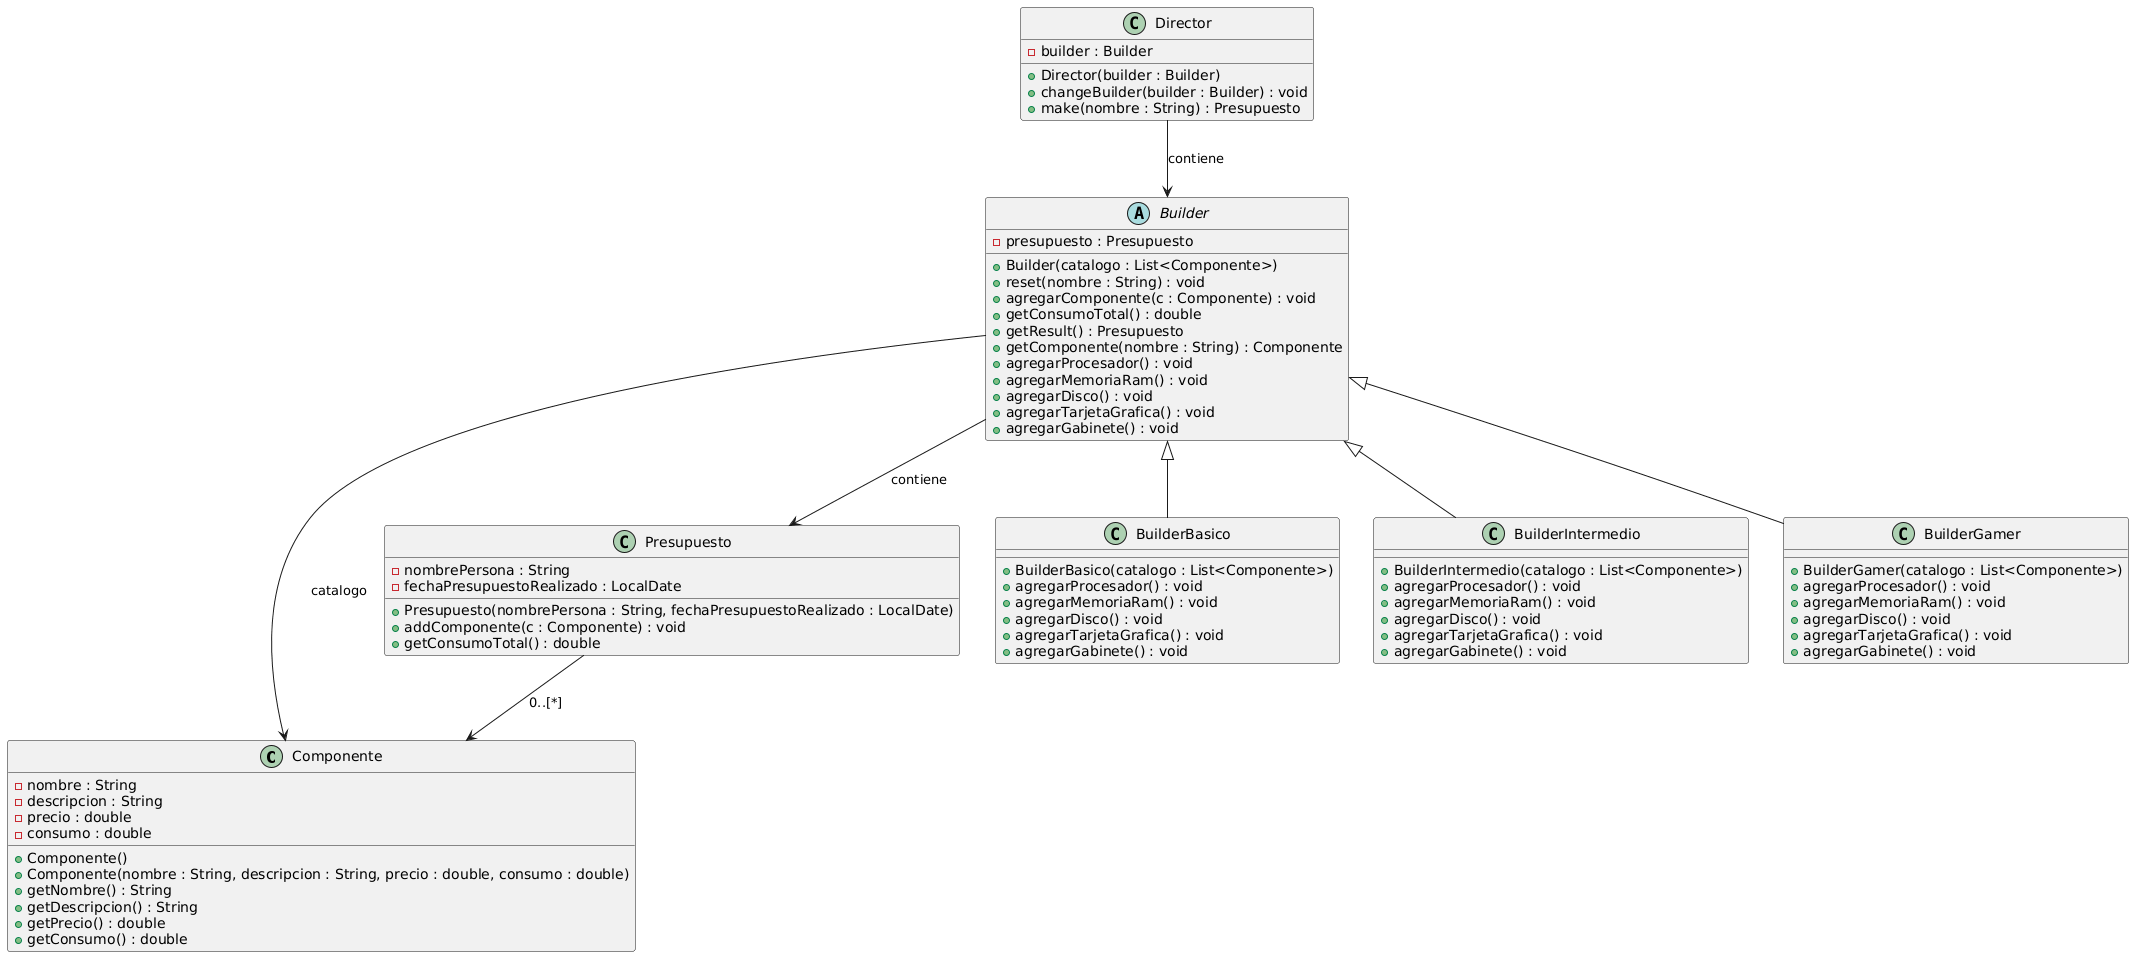 C Director
builder : Builder
Director(builder : Builder)
changeBuilder(builder : Builder) : void
make(nombre : String) : Presupuesto
contiene
A Builder
presupuesto : Presupuesto
Builder(catalogo : List<Componente>)
reset(nombre : String) : void
agregarComponente(c : Componente) : void
getConsumoTotal() : double
getResult() : Presupuesto
getComponente(nombre : String) : Componente
agregarProcesador() : void
agregarMemoriaRam() : void
agregarDisco() : void
agregarTarjetaGrafica() : void
agregarGabinete() : void
contiene
catalogo
C Presupuesto
nombrePersona : String
fechaPresupuestoRealizado : LocalDate
Presupuesto(nombrePersona : String, fechaPresupuestoRealizado : LocalDate)
addComponente(c : Componente) : void
getConsumoTotal() : double
C BuilderBasico
BuilderBasico(catalogo : List<Componente>)
agregarProcesador() : void
agregarMemoriaRam() : void
agregarDisco() : void
agregarTarjetaGrafica() : void
agregarGabinete() : void
C BuilderIntermedio
BuilderIntermedio(catalogo : List<Componente>)
agregarProcesador() : void
agregarMemoriaRam() : void
agregarDisco() : void
agregarTarjetaGrafica() : void
agregarGabinete() : void
C BuilderGamer
BuilderGamer(catalogo : List<Componente>)
agregarProcesador() : void
agregarMemoriaRam() : void
agregarDisco() : void
agregarTarjetaGrafica() : void
agregarGabinete() : void
0..[*]
C Componente
nombre : String
descripcion : String
precio : double
consumo : double
Componente()
Componente(nombre : String, descripcion : String, precio : double, consumo : double)
getNombre() : String
getDescripcion() : String
getPrecio() : double
getConsumo() : double